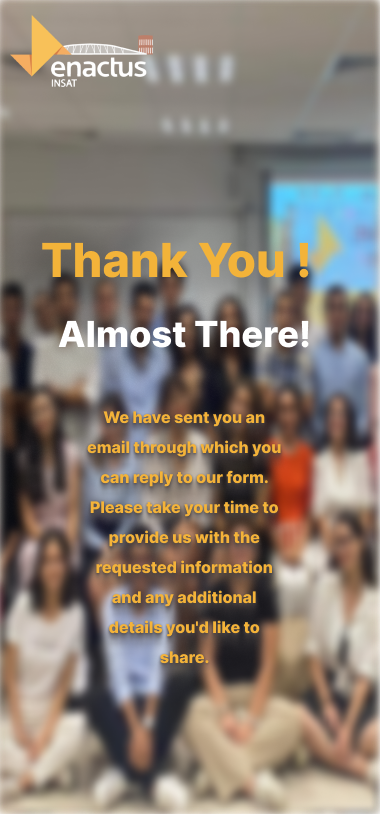 enactus
INSAT
Thank You !
Almost There!
We have sent you an
email through which you
can reply to our form.
Please take your time to
provide us with the
requested information
and any additional
details you'd like to
share.